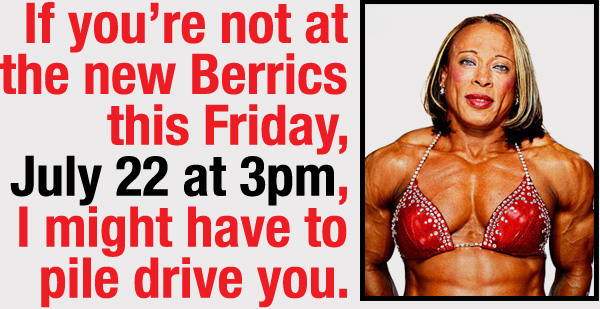 If you’re not at
the new Berrics
this Friday,
July 22 at 3pm,
I might have to
pile drive you.